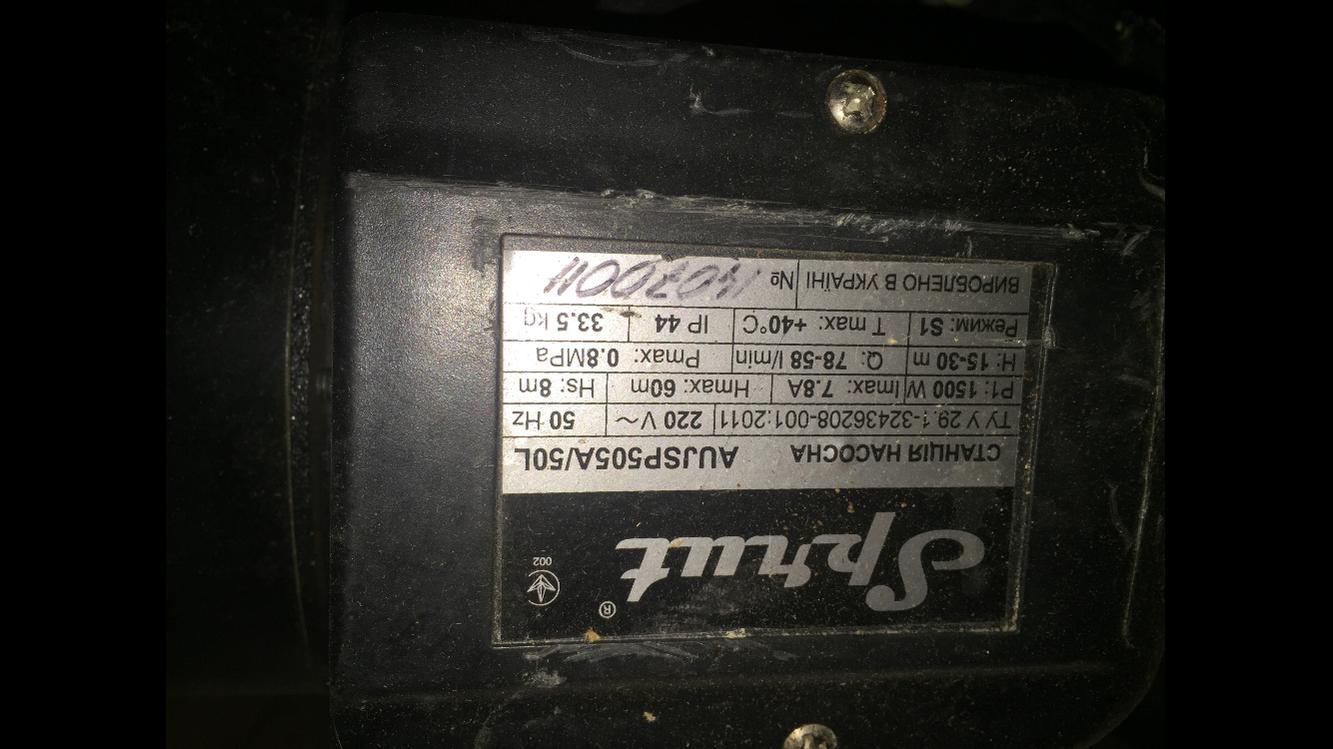 Sprut®
002
СТАНЦІЯ НАСОСНА AUJSP505A/50L
ТУ У 29.1-32436208-001:2011 220 V~ 50 Hz
P1: 1500 W Imax: 7.8A Hmax: 60m Hs: 8m
H: 15-30 m Q: 78-58 l/min Pmax: 0.8MPa
Режим: S1 T max: +40°C IP 44 33.5 kg
ВИРОБЛЕНО В УКРАЇНІ №